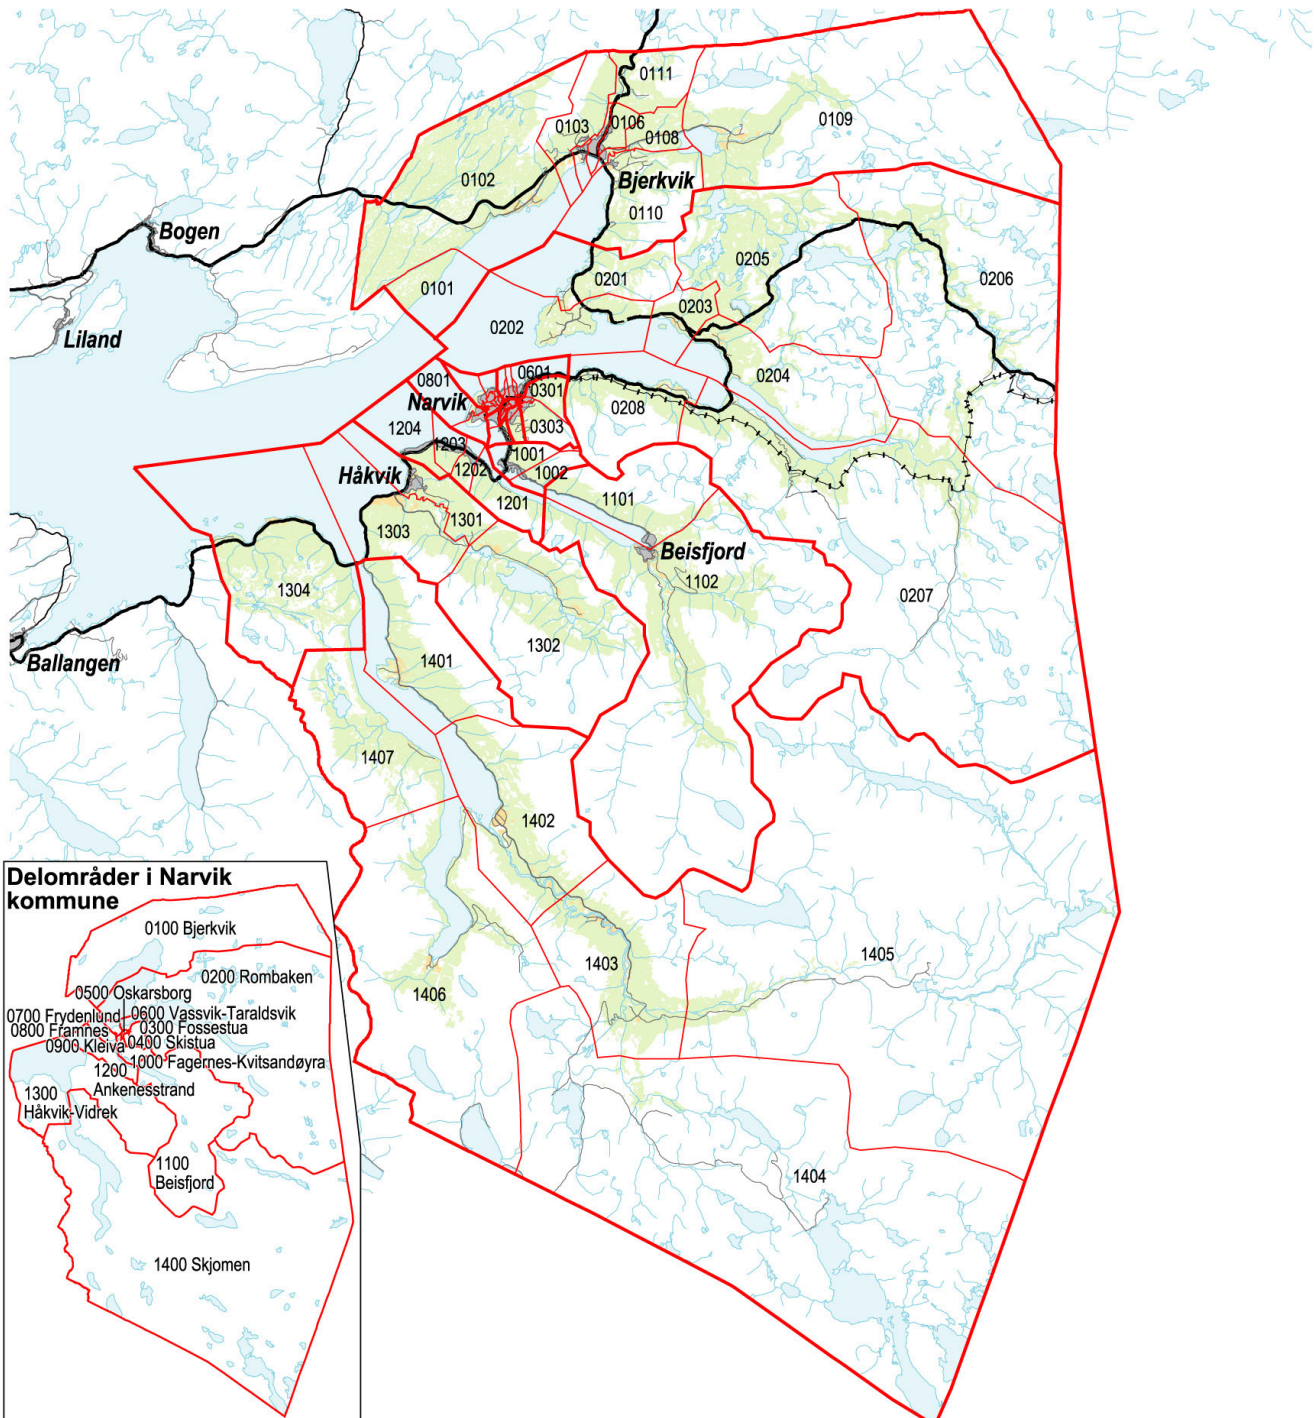 0111
0109
0103
0106
0108
0102
Bjerkvik
0110
Bogen
0205
0206
0201
0101
0203
0202
Liland
0601
0801
0204
0301
Narvik
0208
0303
1204
1203
1001
1202
1002
Håkvik
1201
1101
1301
1303
Beisfjord
1102
1304
0207
1302
1401
Ballangen
1407
1402
1405
1403
1406
1404
Delområder i Narvik
kommune
0100 Bjerkvik
0200 Rombaken
0500 Oskarsborg
0700 Frydenlund
0600 Vassvik-Taraldsvik
0800 Framnes
0300 Fossestua
0900 Kleiva
0400 Skistua
1000 Fagernes-Kvitsandøyra
1200
Ankenesstrand
1300
Håkvik-Vidrek
1100
Beisfjord
1400 Skjomen